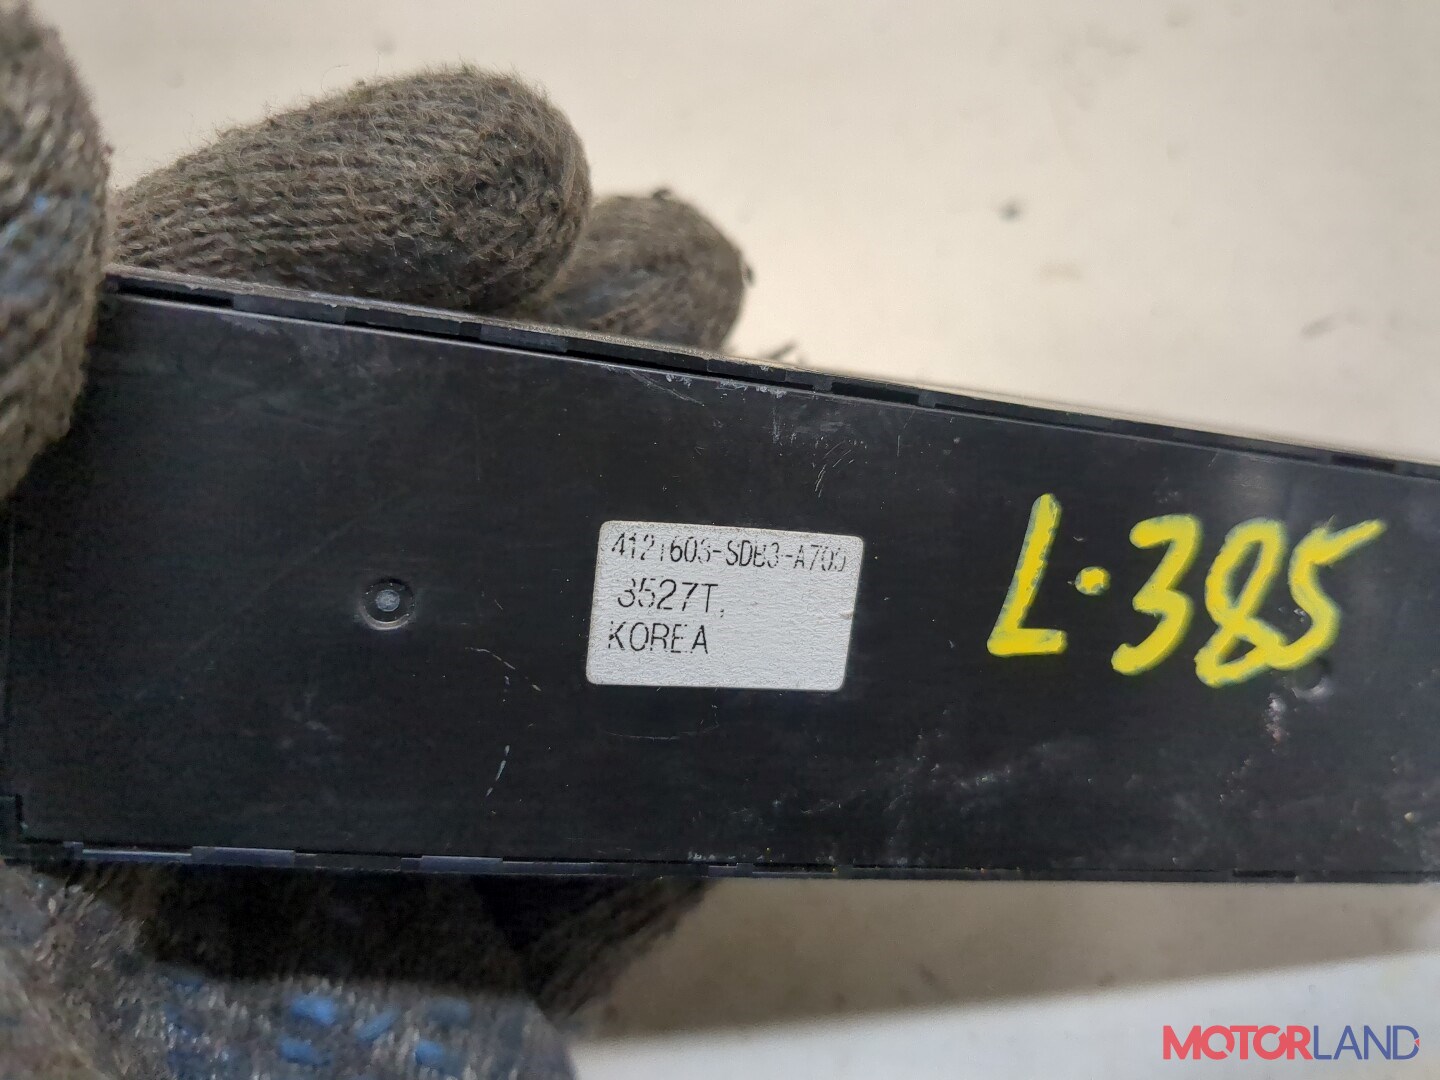 4121603-SDB3-A700
3527T.
KOREA
L.385
MOTORLAND